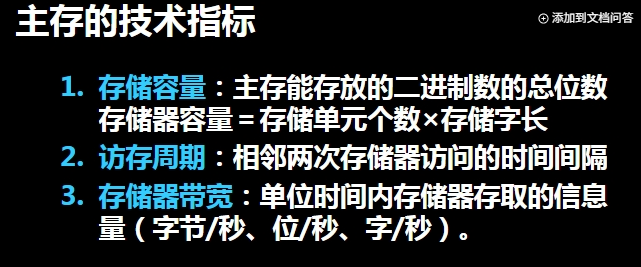 主存的技术指标
添加到文档问答
1. 存储容量：主存能存放的二进制数的总位数
存储器容量＝存储单元个数×存储字长
2. 访存周期：相邻两次存储器访问的时间间隔
3. 存储器带宽：单位时间内存储器存取的信息
量（字节/秒、位/秒、字/秒）。